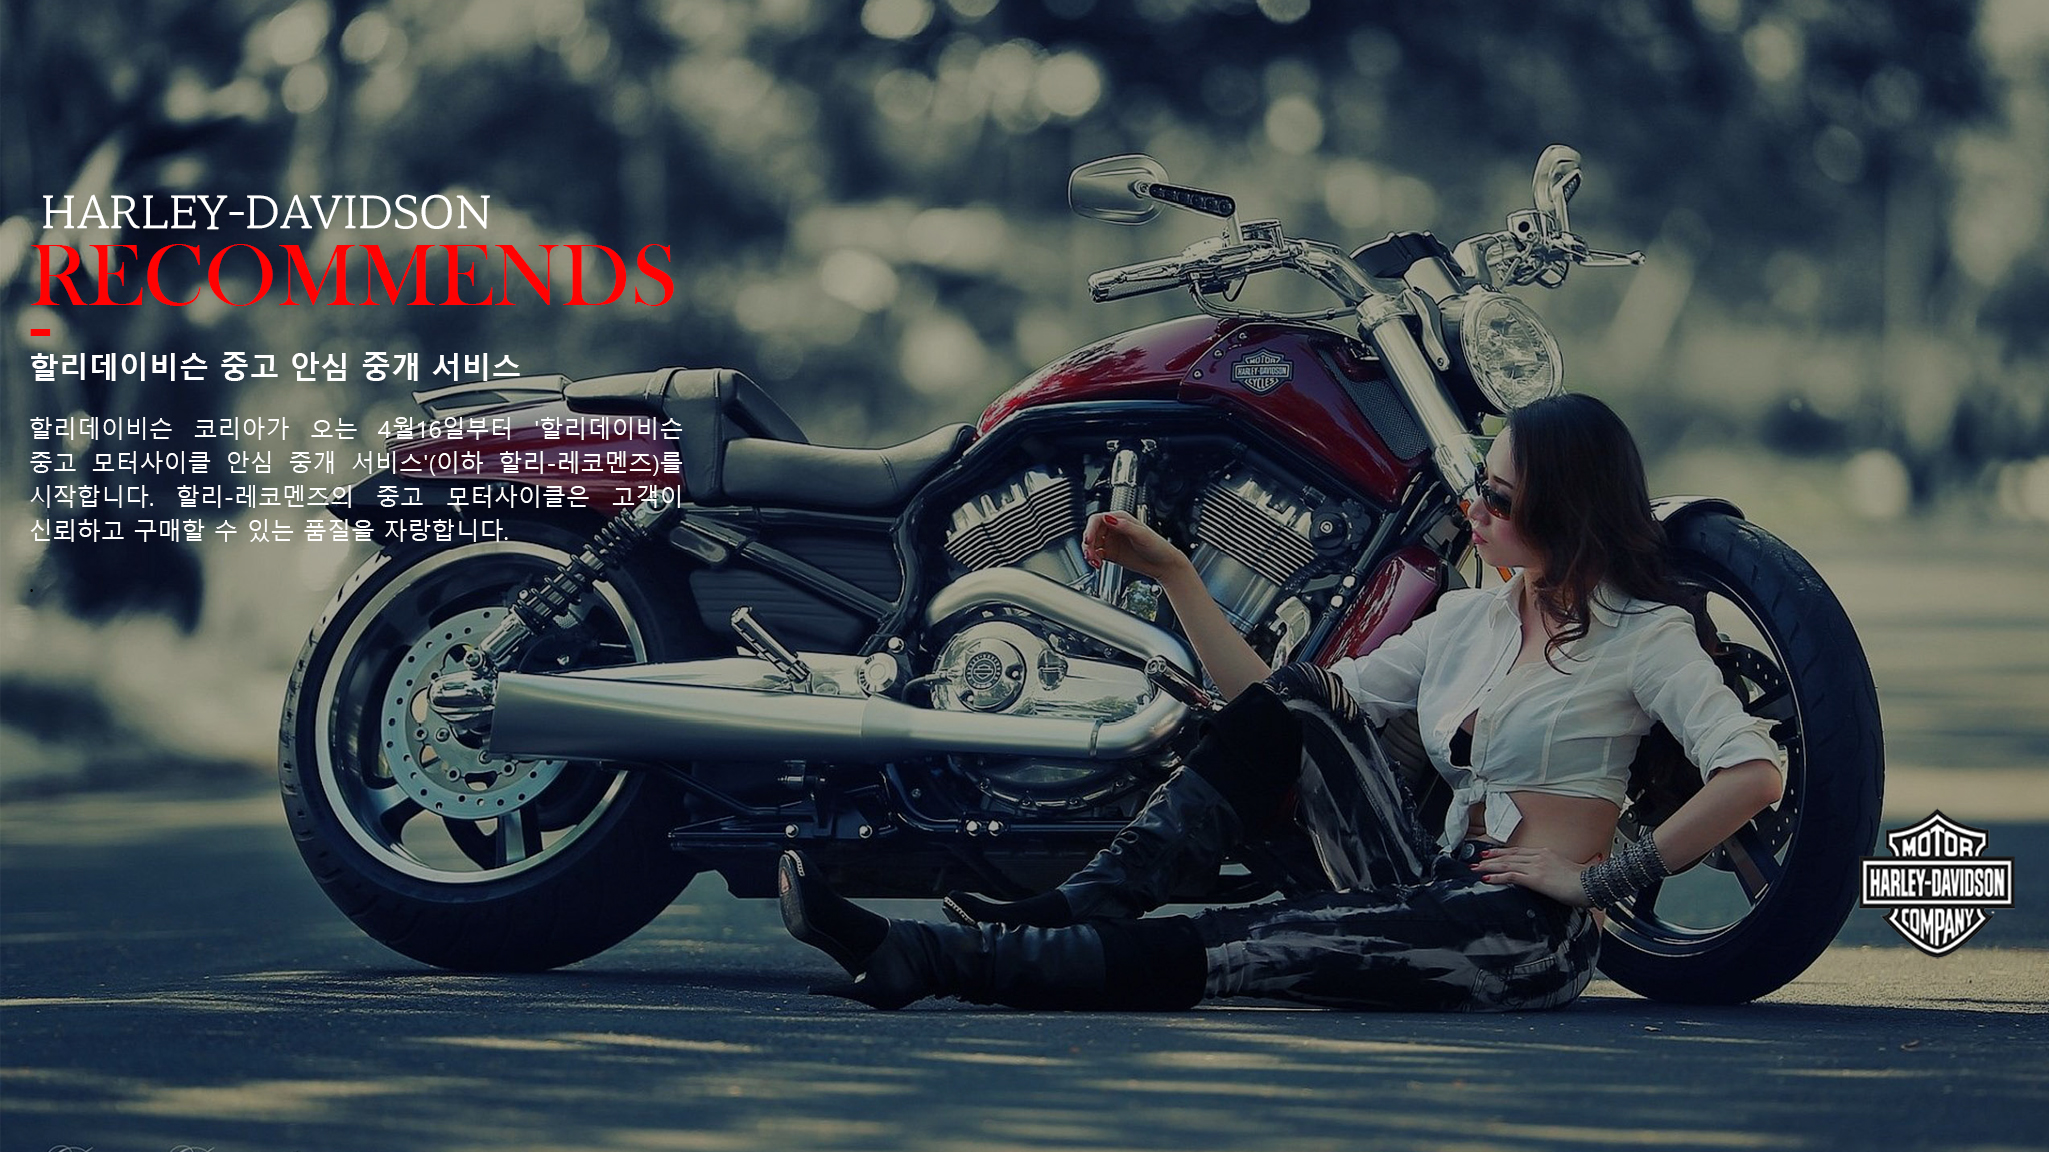 HARLEY-DAVIDSON
RECOMMENDS
-
할리데이비슨 중고 안심 중개 서비스
할리데이비슨 코리아가 오는 4월16일부터 '할리데이비슨
중고 모터사이클 안심 중개 서비스'(이하 할리-레코멘즈)를
시작합니다. 할리-레코멘즈의 중고 모터사이클은 고객이
신뢰하고 구매할 수 있는 품질을 자랑합니다.
MOTOR
HARLEY-DAVIDSON
CYCLES
MOTOR
HARLEY-DAVIDSON
COMPANY